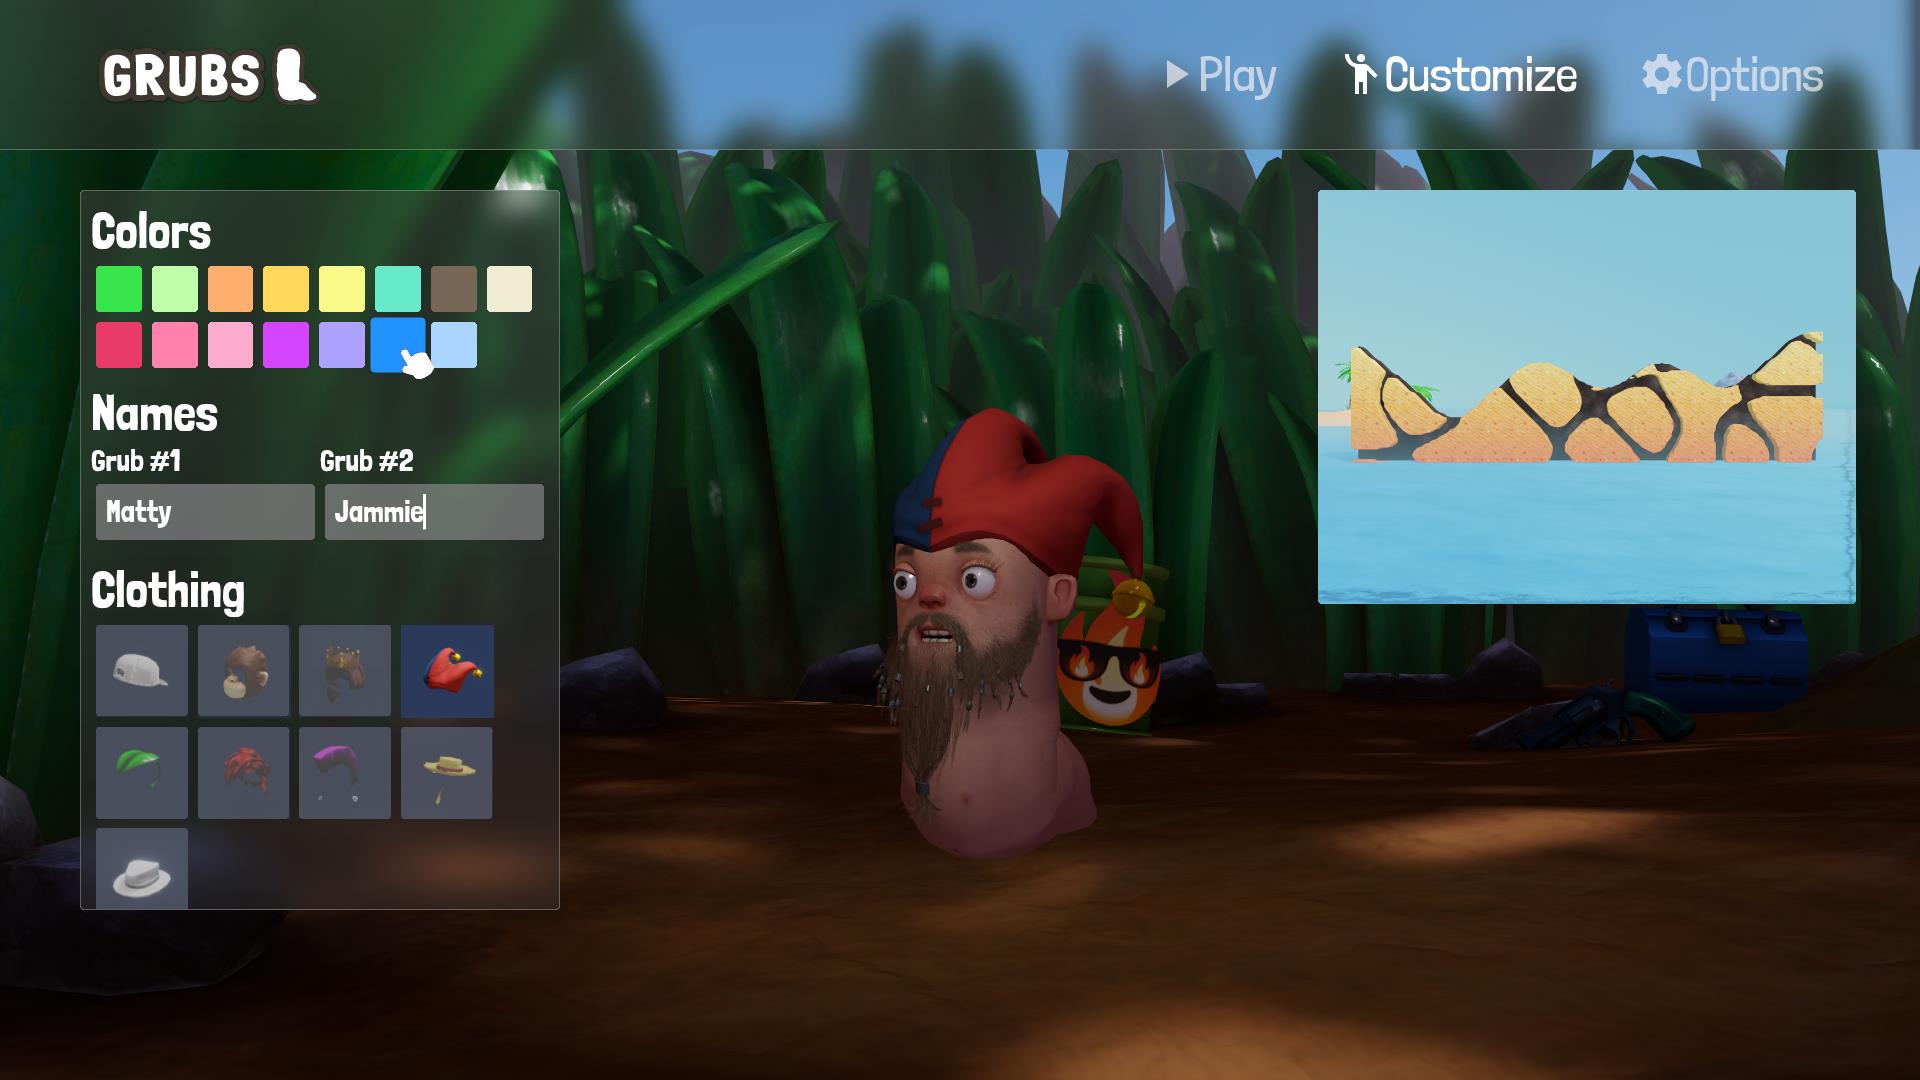 GRUBS
Play
Customize
Options
Colors
Names
Grub #1
Grub #2
Matty
Jammie
Clothing